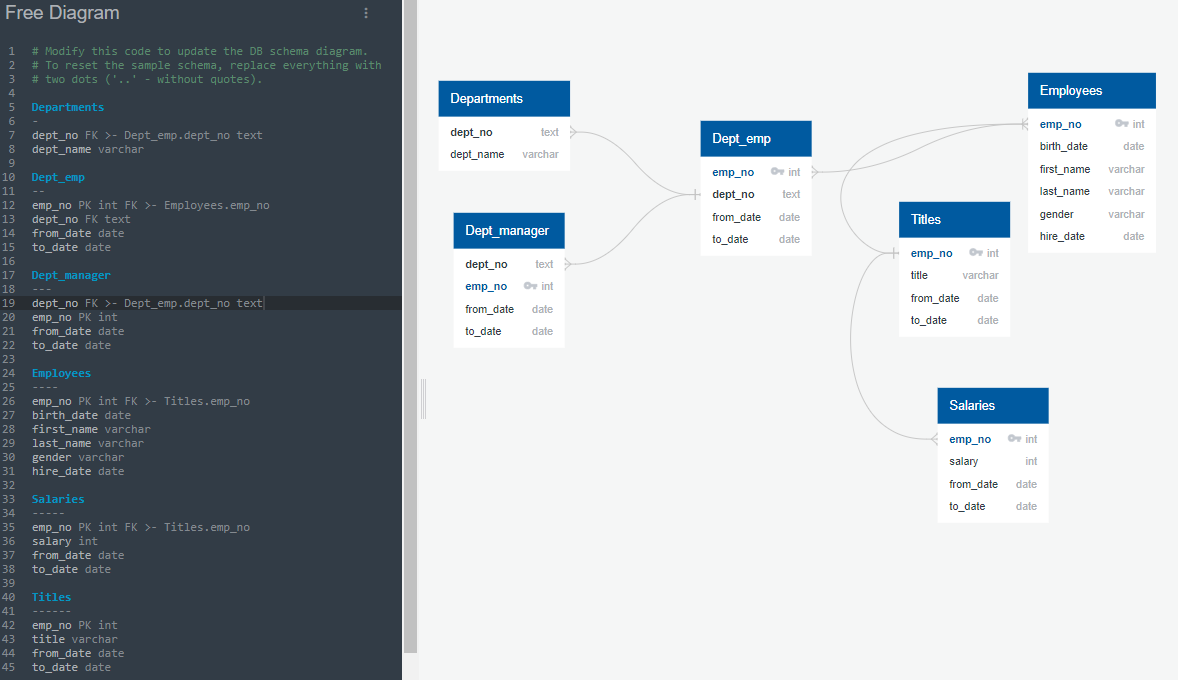 Free Diagram
1 # Modify this code to update the DB schema diagram.
2 # To reset the sample schema, replace everything with
3 # two dots ('..' - without quotes).
4
5 Departments
6 -
7 dept_no FK >- Dept_emp.dept_no text
8 dept_name varchar
9
10 Dept_emp
11 --
12 emp_no PK int FK >- Employees.emp_no
13 dept_no FK text
14 from_date date
15 to_date date
16
17 Dept_manager
18 ---
19 dept_no FK >- Dept_emp.dept_no text
20 emp_no PK int
21 from_date date
22 to_date date
23
24 Employees
25 ----
26 emp_no PK int FK >- Titles.emp_no
27 birth_date date
28 first_name varchar
29 last_name varchar
30 gender varchar
31 hire_date date
32
33 Salaries
34 -----
35 emp_no PK int FK >- Titles.emp_no
36 salary int
37 from_date date
38 to_date date
39
40 Titles
41 ------
42 emp_no PK int
43 title varchar
44 from_date date
45 to_date date
Departments
dept_no text
dept_name varchar
Dept_manager
dept_no text
emp_no int
from_date date
to_date date
Dept_emp
emp_no int
dept_no text
from_date date
to_date date
Employees
emp_no int
birth_date date
first_name varchar
last_name varchar
gender varchar
hire_date date
Titles
emp_no int
title varchar
from_date date
to_date date
Salaries
emp_no int
salary int
from_date date
to_date date